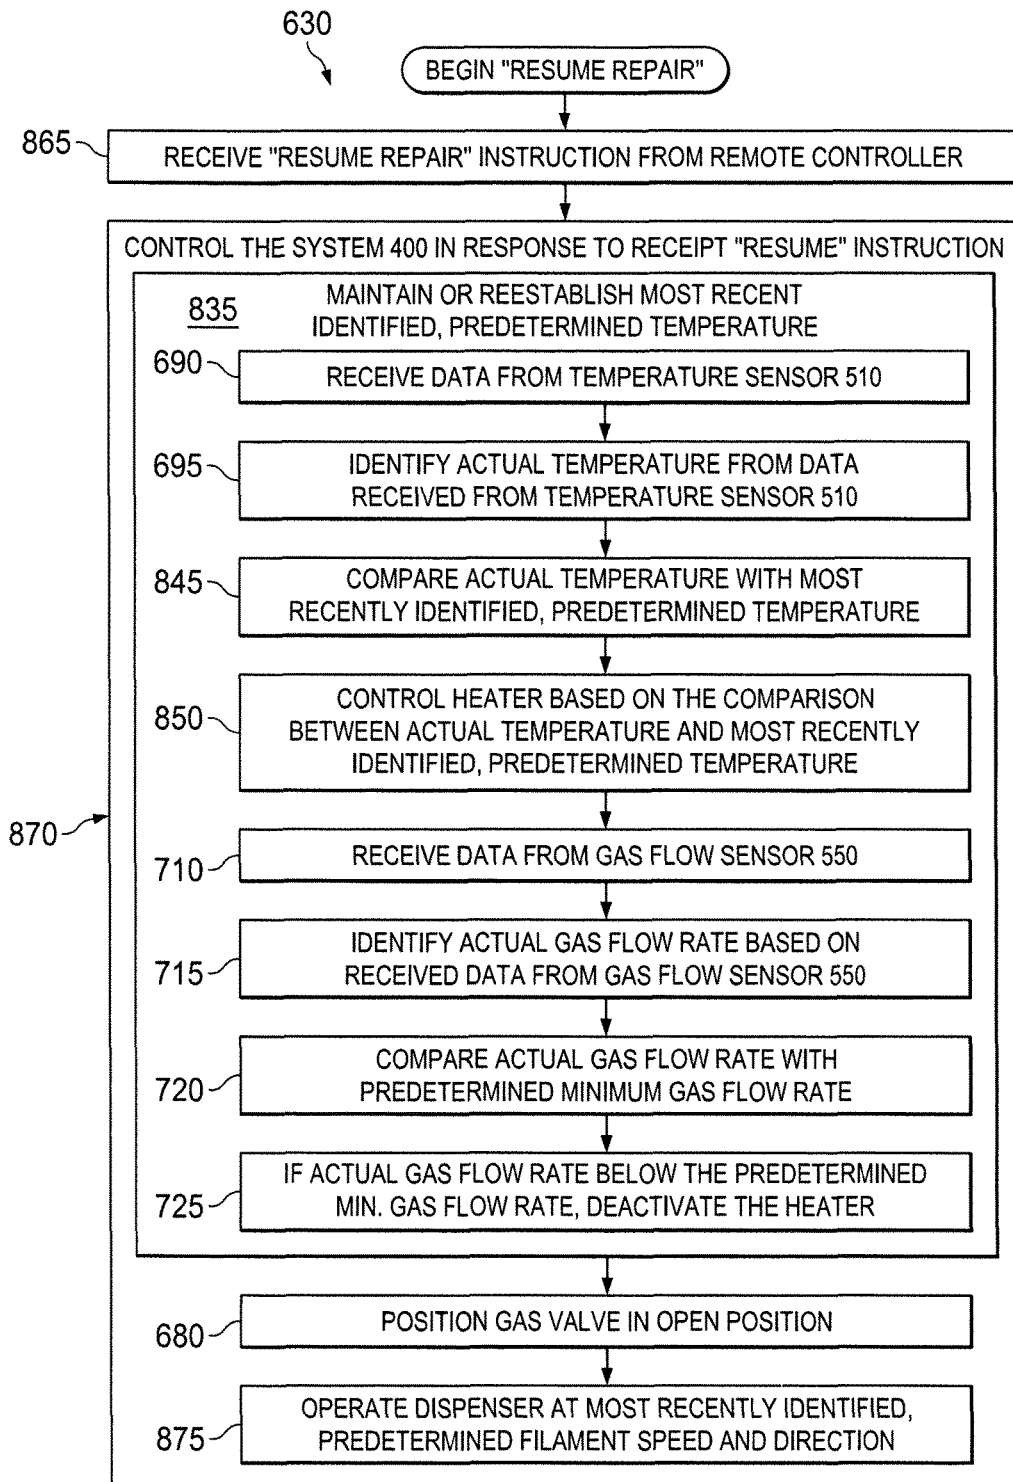 630
BEGIN "RESUME REPAIR"
865
RECEIVE "RESUME REPAIR" INSTRUCTION FROM REMOTE CONTROLLER
CONTROL THE SYSTEM 400 IN RESPONSE TO RECEIPT "RESUME" INSTRUCTION
835
MAINTAIN OR REESTABLISH MOST RECENT
IDENTIFIED, PREDETERMINED TEMPERATURE
690
RECEIVE DATA FROM TEMPERATURE SENSOR 510
695
IDENTIFY ACTUAL TEMPERATURE FROM DATA
RECEIVED FROM TEMPERATURE SENSOR 510
845
COMPARE ACTUAL TEMPERATURE WITH MOST
RECENTLY IDENTIFIED, PREDETERMINED TEMPERATURE
850
CONTROL HEATER BASED ON THE COMPARISON
BETWEEN ACTUAL TEMPERATURE AND MOST RECENTLY
IDENTIFIED, PREDETERMINED TEMPERATURE
870
710
RECEIVE DATA FROM GAS FLOW SENSOR 550
715
IDENTIFY ACTUAL GAS FLOW RATE BASED ON
RECEIVED DATA FROM GAS FLOW SENSOR 550
720
COMPARE ACTUAL GAS FLOW RATE WITH
PREDETERMINED MINIMUM GAS FLOW RATE
725
IF ACTUAL GAS FLOW RATE BELOW THE PREDETERMINED
MIN. GAS FLOW RATE, DEACTIVATE THE HEATER
680
POSITION GAS VALVE IN OPEN POSITION
875
OPERATE DISPENSER AT MOST RECENTLY IDENTIFIED,
PREDETERMINED FILAMENT SPEED AND DIRECTION